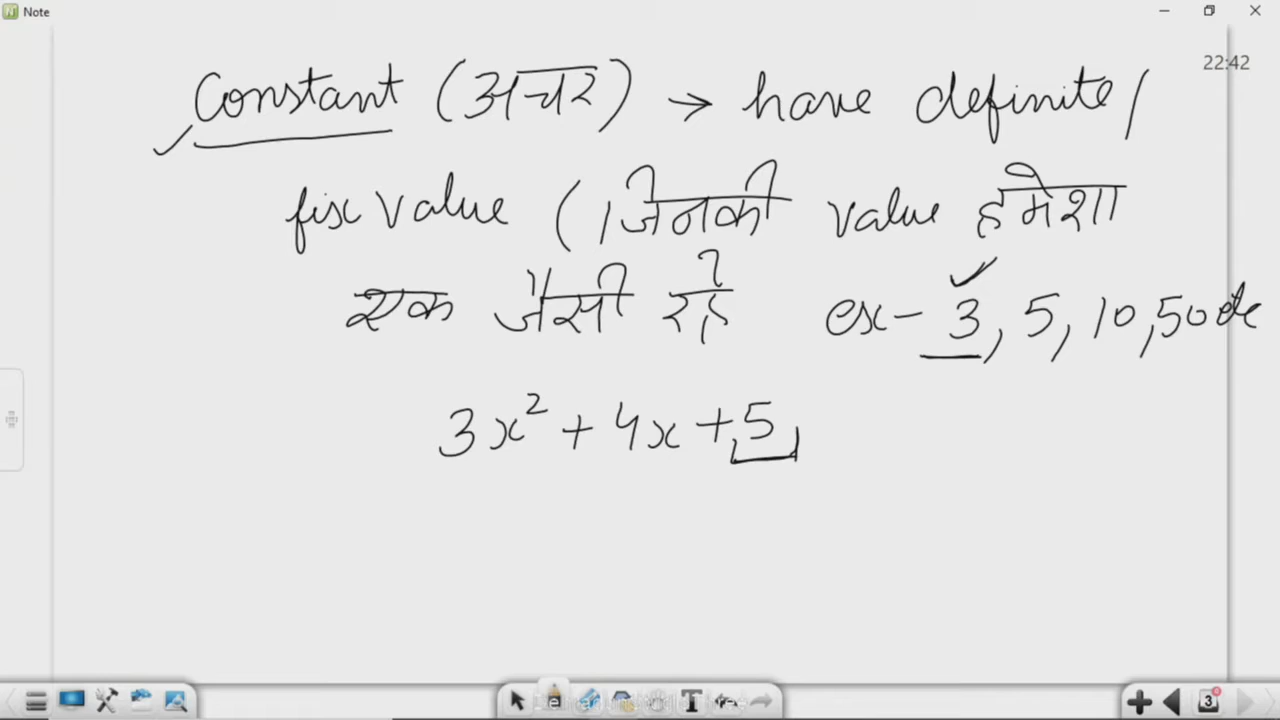 Note
22:42
Constant (अचर) → have definite/
fix value (जिनकी value हमेशा
एक जैसी रहे ex- 3, 5, 10, 50 etc
3x² + 4x + 5
3